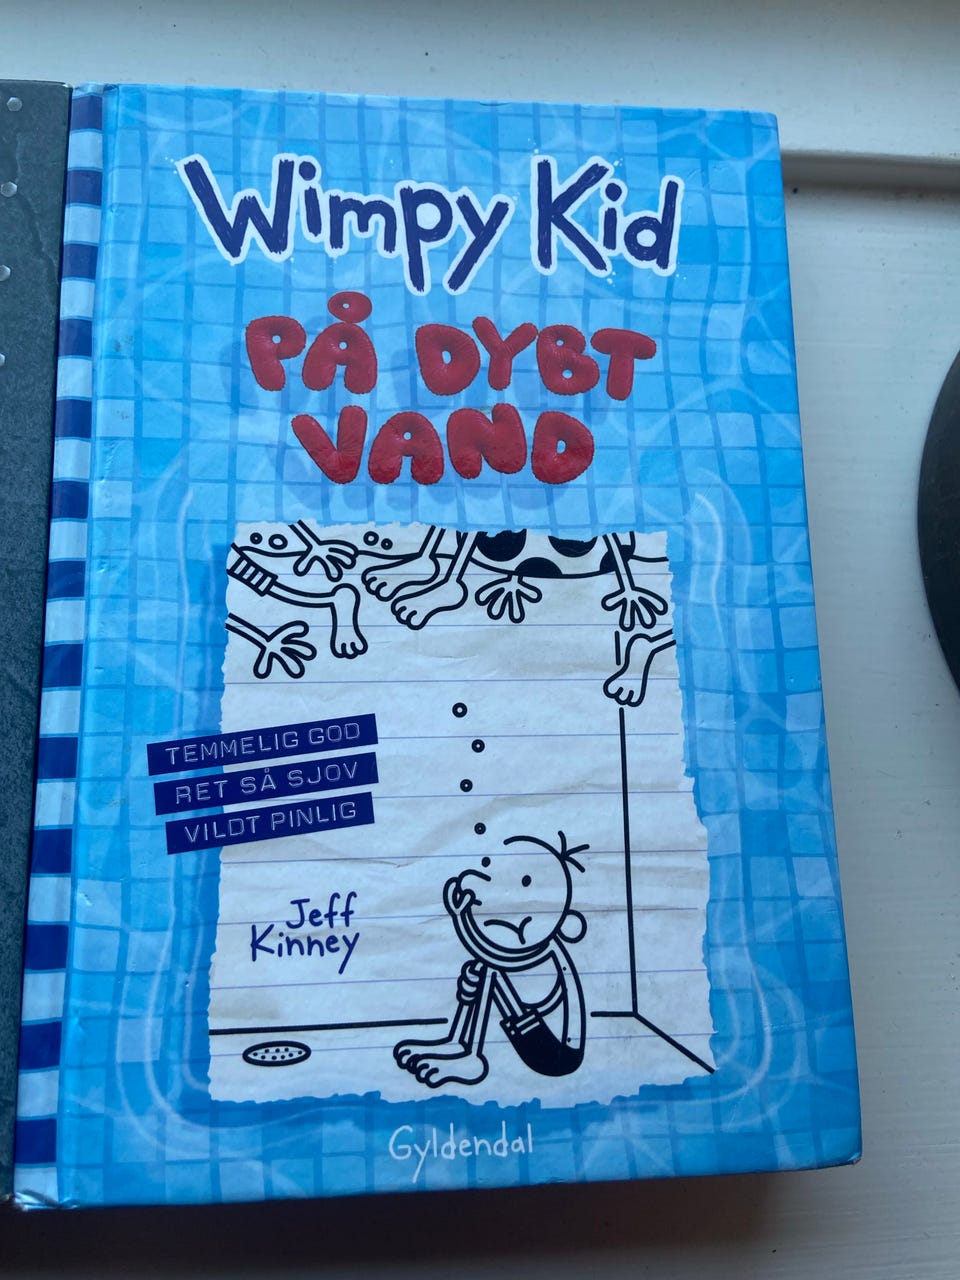 Wimpy Kid
PÅ DYBT
VAND
TEMMELIG GOD
RET SÅ SJOV
VILDT PINLIG
Jeff
Kinney
Gyldendal